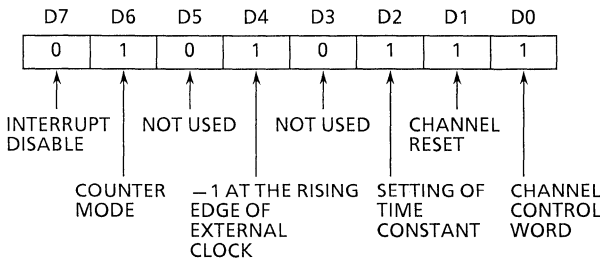 D7 D6 D5 D4 D3 D2 D1 D0
0 1 0 1 0 1 1 1
INTERRUPT DISABLE
NOT USED
NOT USED
CHANNEL RESET
COUNTER MODE
—1 AT THE RISING EDGE OF EXTERNAL CLOCK
SETTING OF TIME CONSTANT
CHANNEL CONTROL WORD